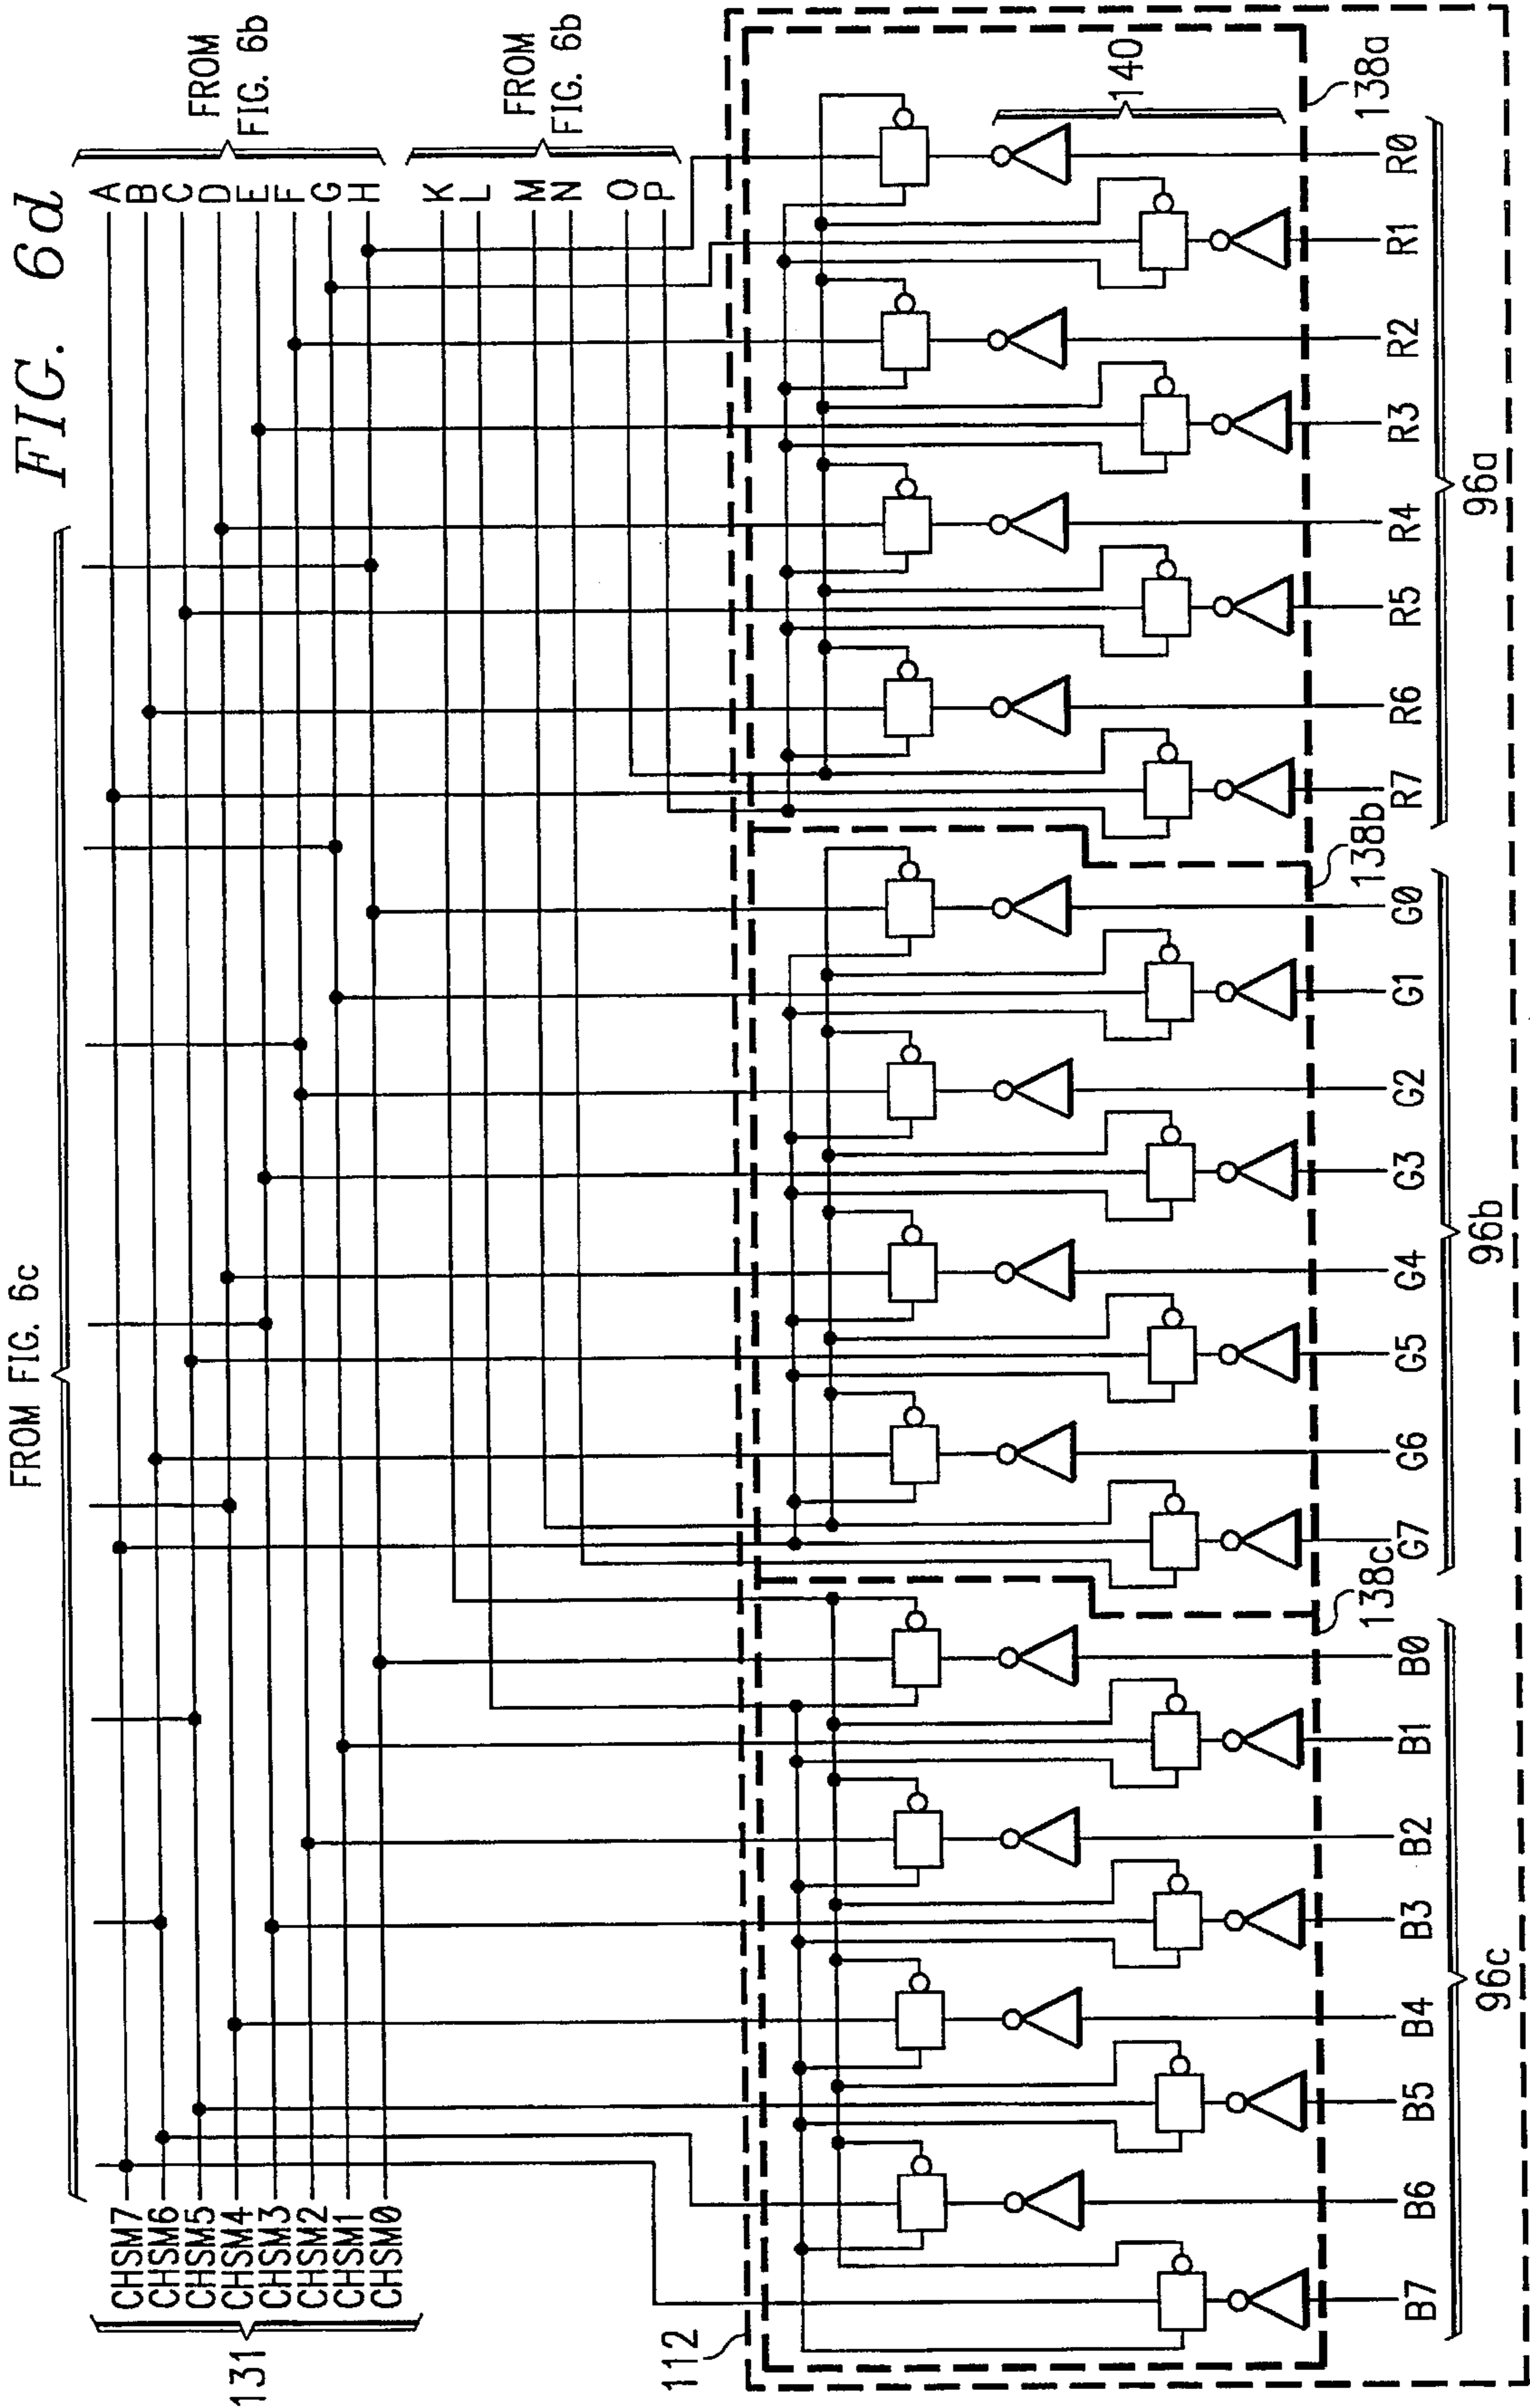 FIG. 6d
FROM FIG. 6c
FROM
FIG. 6b
FROM
FIG. 6b
A
B
C
D
E
F
G
H
K
L
M
N
O
P
CHSM7
CHSM6
CHSM5
CHSM4
CHSM3
CHSM2
CHSM1
CHSM0
131
112
140
138a
138b
138c
B7 B6 B5 B4 B3 B2 B1 B0 G7 G6 G5 G4 G3 G2 G1 G0 R7 R6 R5 R4 R3 R2 R1 R0
96c 96b 96a